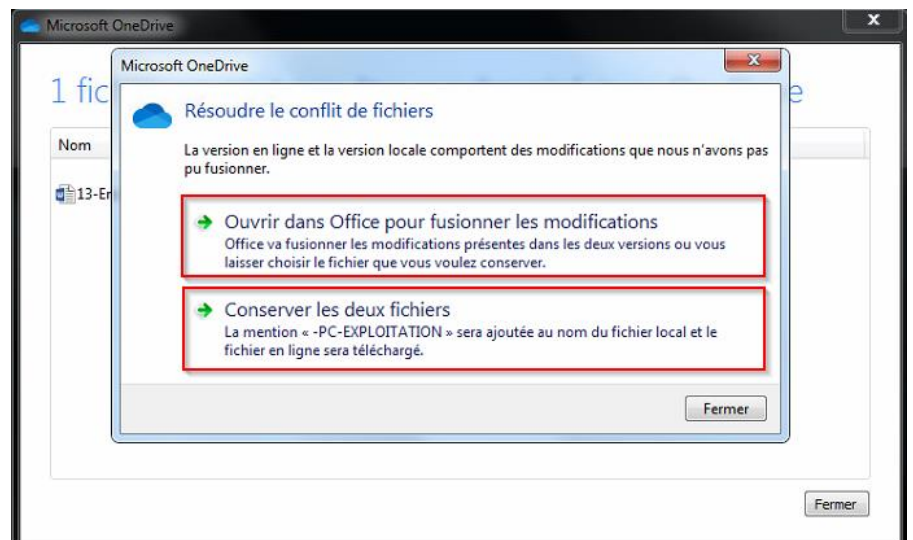 Microsoft OneDrive
Microsoft OneDrive
1 fic
Résoudre le conflit de fichiers
Nom
La version en ligne et la version locale comportent des modifications que nous n'avons pas
pu fusionner.
13-En
Ouvrir dans Office pour fusionner les modifications
Office va fusionner les modifications présentes dans les deux versions ou vous
laisser choisir le fichier que vous voulez conserver.
Conserver les deux fichiers
La mention « -PC-EXPLOITATION » sera ajoutée au nom du fichier local et le
fichier en ligne sera téléchargé.
Fermer
Fermer